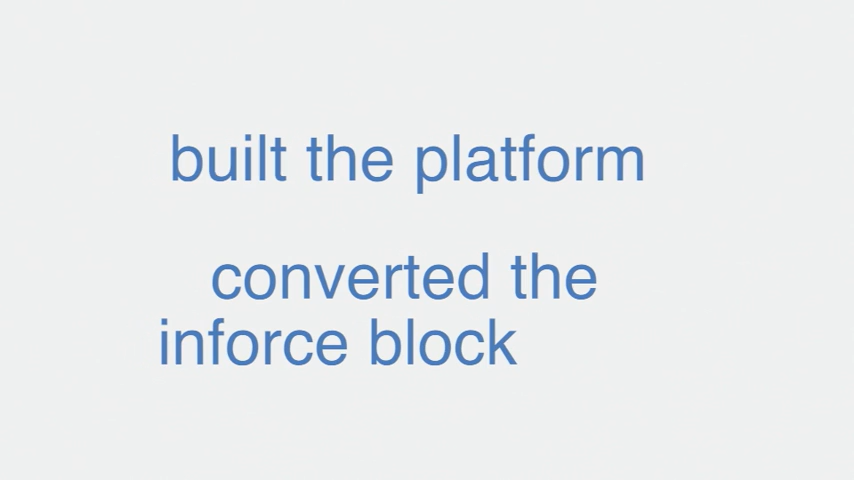 built the platform
converted the
inforce block